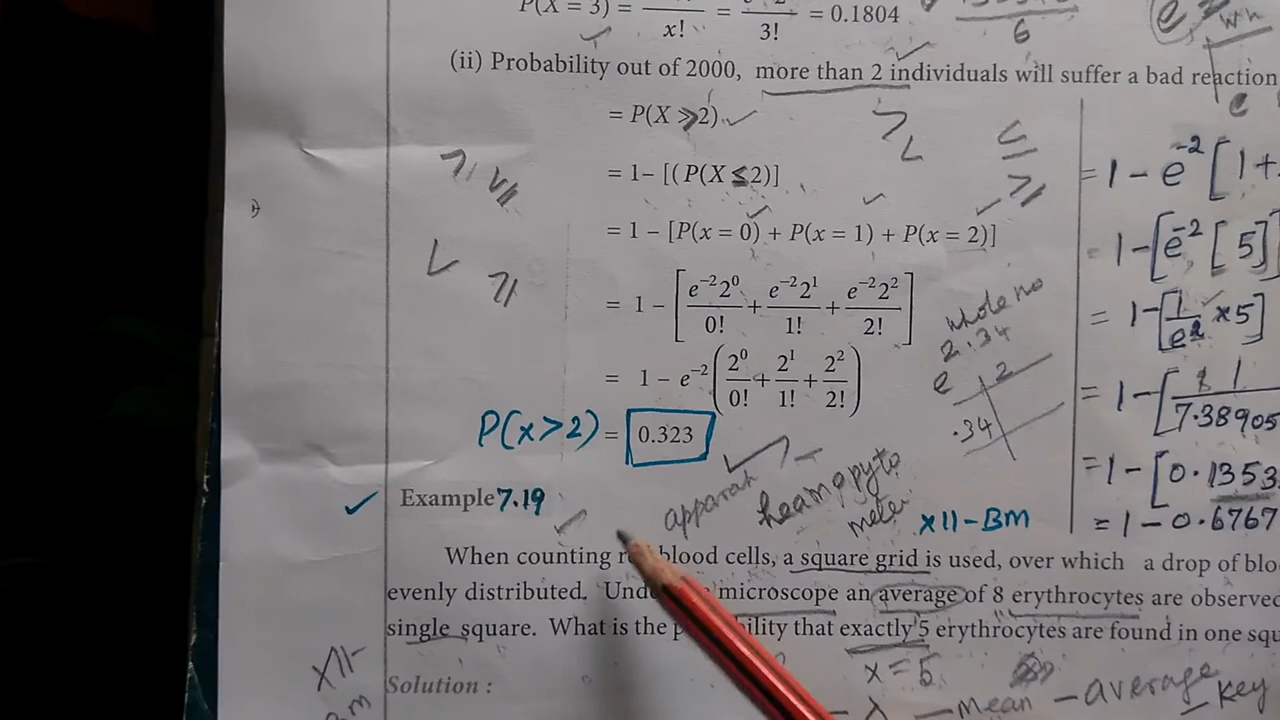 P(X = 3) = — = — = 0.1804
x! 3! 6
(ii) Probability out of 2000, more than 2 individuals will suffer a bad reaction
= P(X >2)
= 1– [( P(X ≤2)]
= 1 – [P(x = 0) + P(x = 1) + P(x = 2)]
= 1 – [e⁻²2⁰/0! + e⁻²2¹/1! + e⁻²2²/2!]
= 1 – e⁻²(2⁰/0! + 2¹/1! + 2²/2!)
P(x>2) = 0.323
whole no
2.34
e 2
.34
= 1 - e⁻² [1+
= 1-[e⁻² [5]]
= 1-[1/e² x5]
= 1-[1/7.38905
= 1-[0.1353
= 1-0.6767
Example 7.19
heamopyto
meter
XII-BM
When counting red blood cells, a square grid is used, over which a drop of blo
evenly distributed. Unde microscope an average of 8 erythrocytes are observed
single square. What is the p bility that exactly 5 erythrocytes are found in one squ
XII-
x = 5
Solution :
λ — mean — average — key